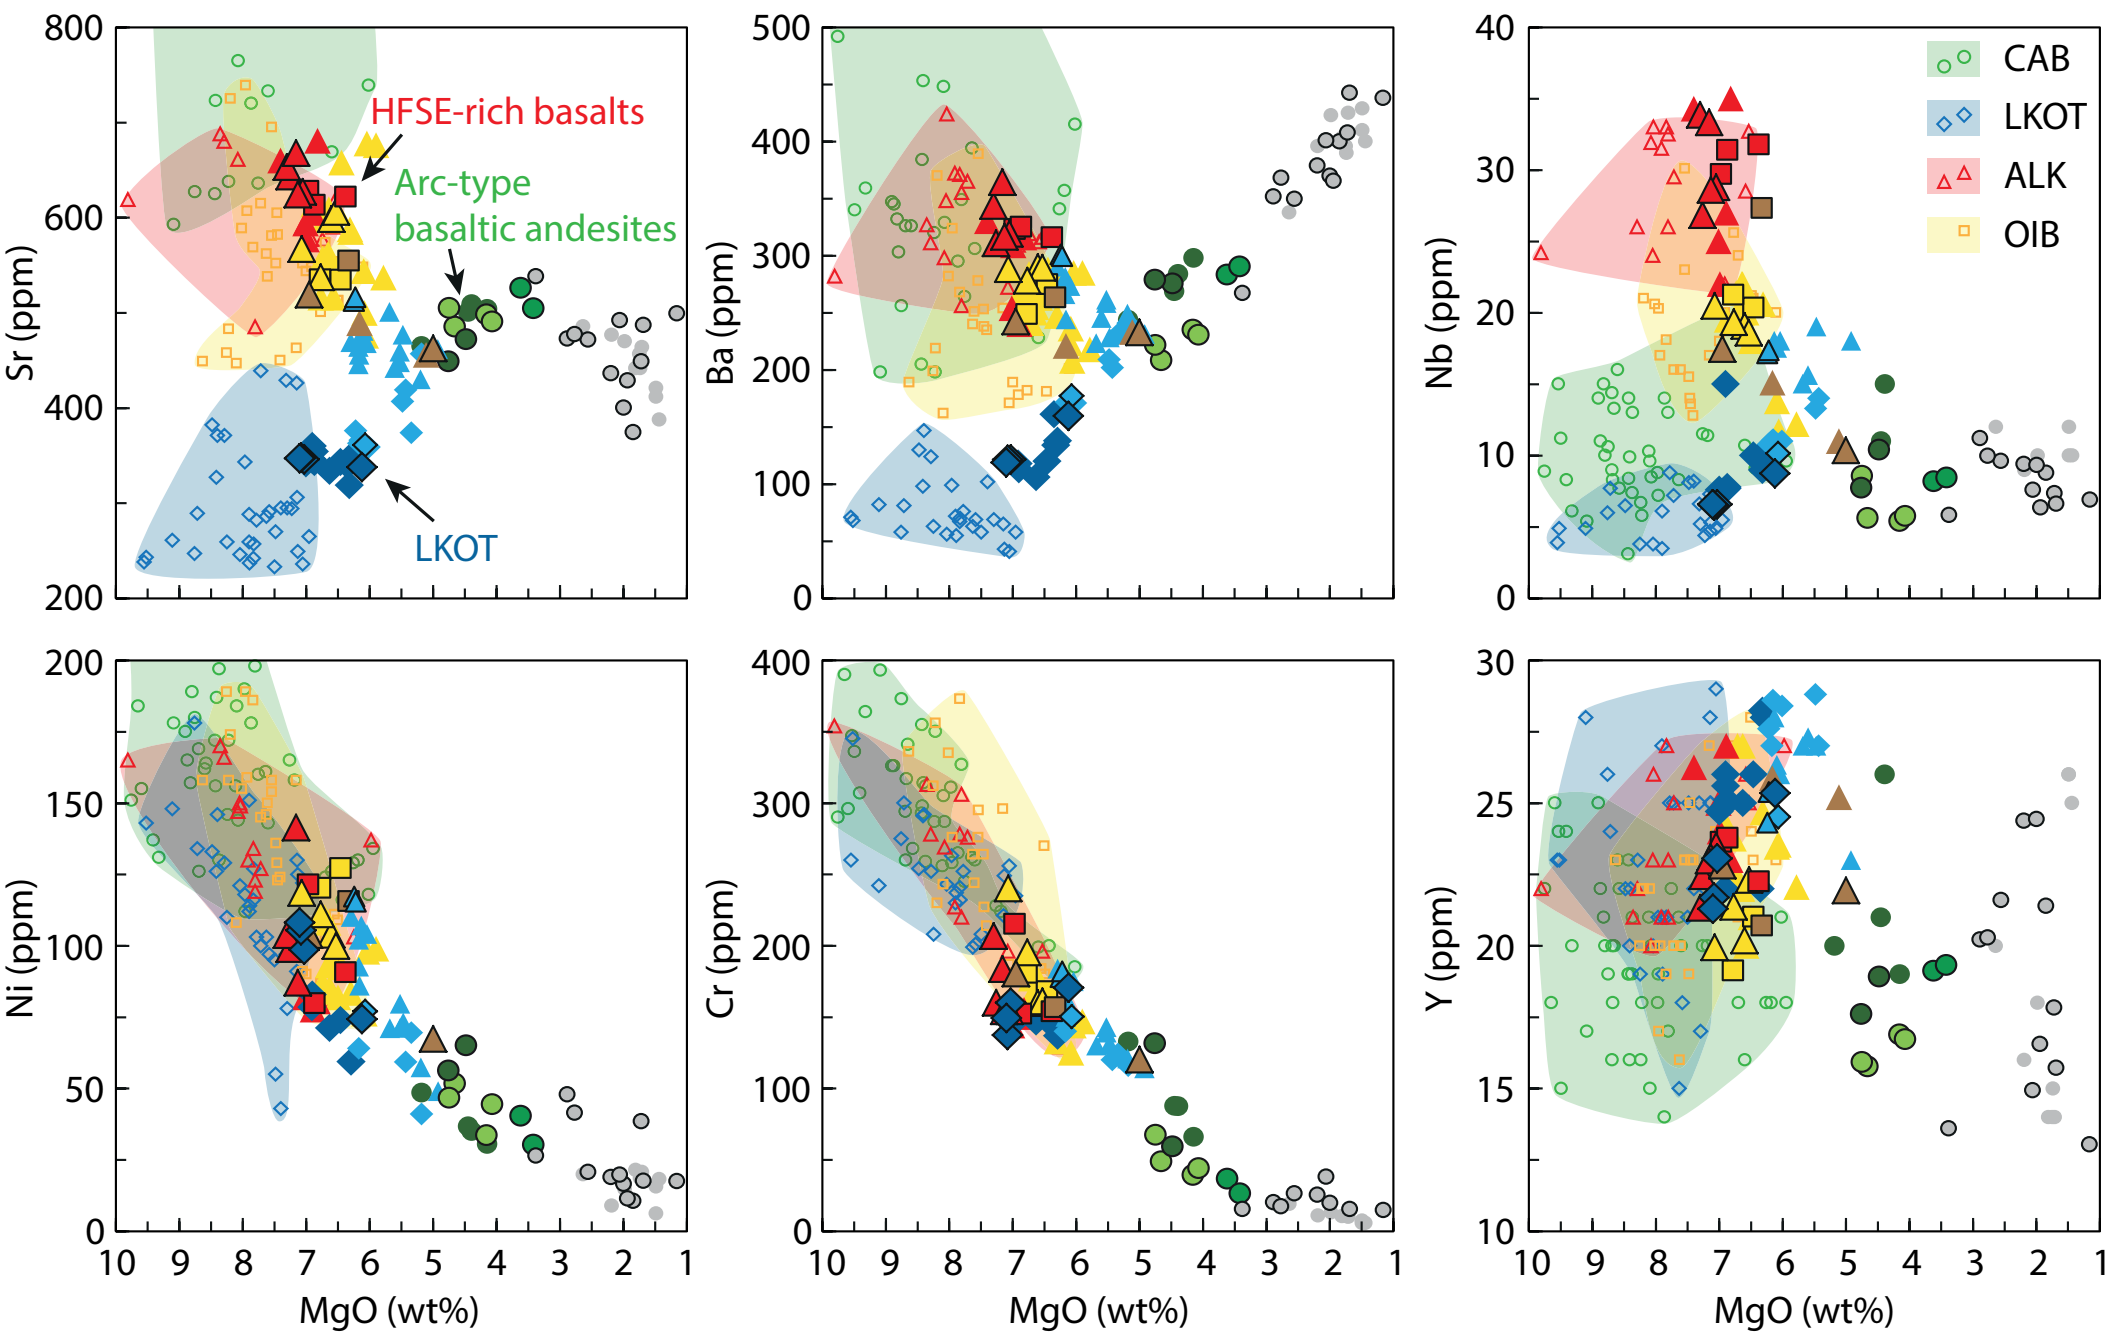 800
600
400
200
Sr (ppm)
HFSE-rich basalts
Arc-type
basaltic andesites
LKOT
500
400
300
200
100
0
Ba (ppm)
40
30
20
10
0
Nb (ppm)
CAB
LKOT
ALK
OIB
200
150
100
50
0
Ni (ppm)
10 9 8 7 6 5 4 3 2 1
MgO (wt%)
400
300
200
100
0
Cr (ppm)
10 9 8 7 6 5 4 3 2 1
MgO (wt%)
30
25
20
15
10
Y (ppm)
10 9 8 7 6 5 4 3 2 1
MgO (wt%)